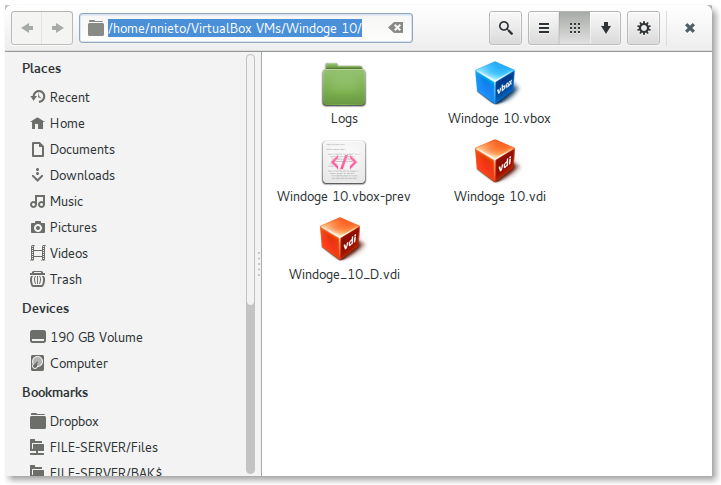 /home/nnieto/VirtualBox VMs/Windoge 10/
Places
Recent
Home
Documents
Downloads
Music
Pictures
Videos
Trash
Devices
190 GB Volume
Computer
Bookmarks
Dropbox
FILE-SERVER/Files
FILE-SERVER/BAK$
Logs
vbox
Windoge 10.vbox
</>
Windoge 10.vbox-prev
vdi
Windoge 10.vdi
vdi
Windoge_10_D.vdi